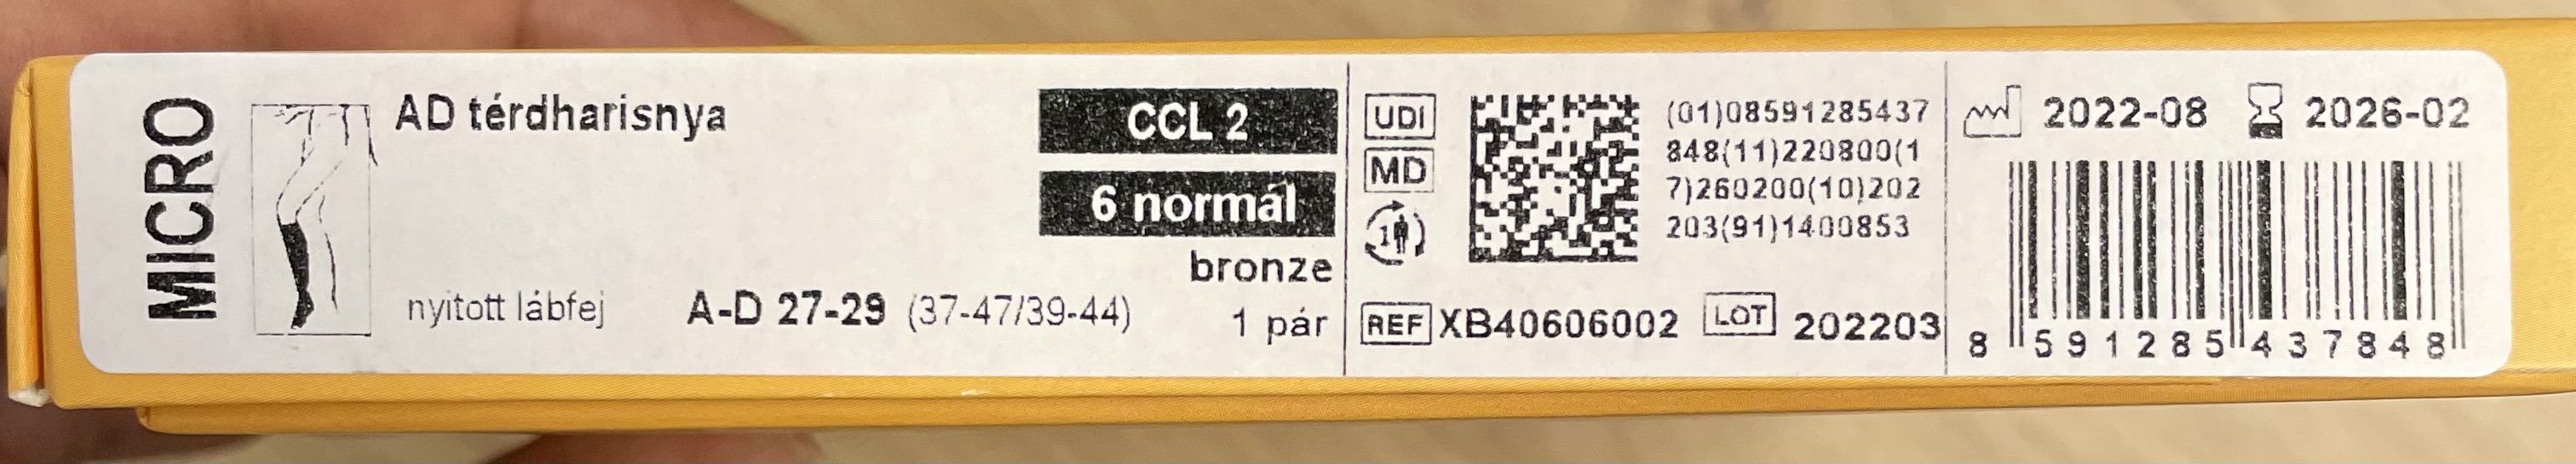 MICRO
AD térdharisnya
CCL 2
6 normál
bronze
nyitott lábfej
A-D 27-29 (37-47/39-44)
1 pár
UDI
MD
1
(01)08591285437
848(11)220800(1
7)260200(10)202
203(91)1400853
REF XB40606002
LOT 202203
2022-08
2026-02
8 591285 437848